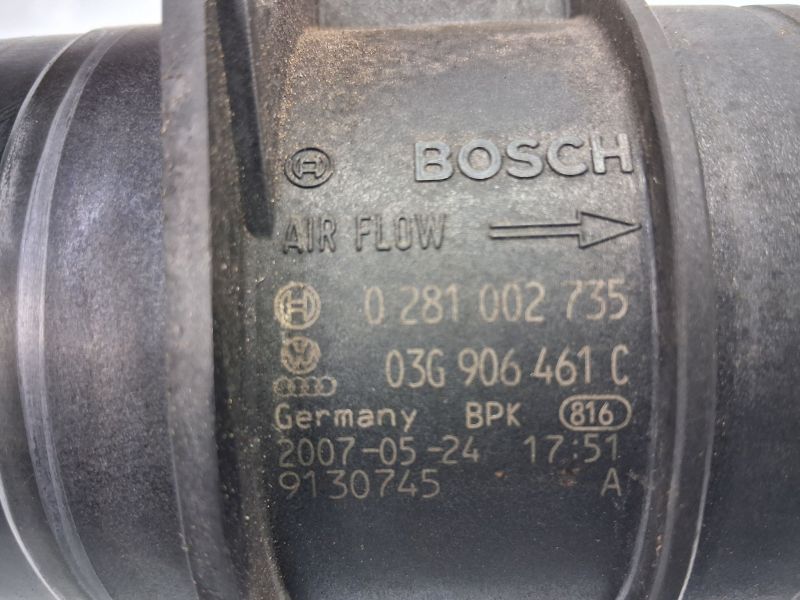 BOSCH
AIR FLOW
0 281 002 735
03G 906 461 C
Germany BPK 816
2007-05-24 17:51
9130745 A